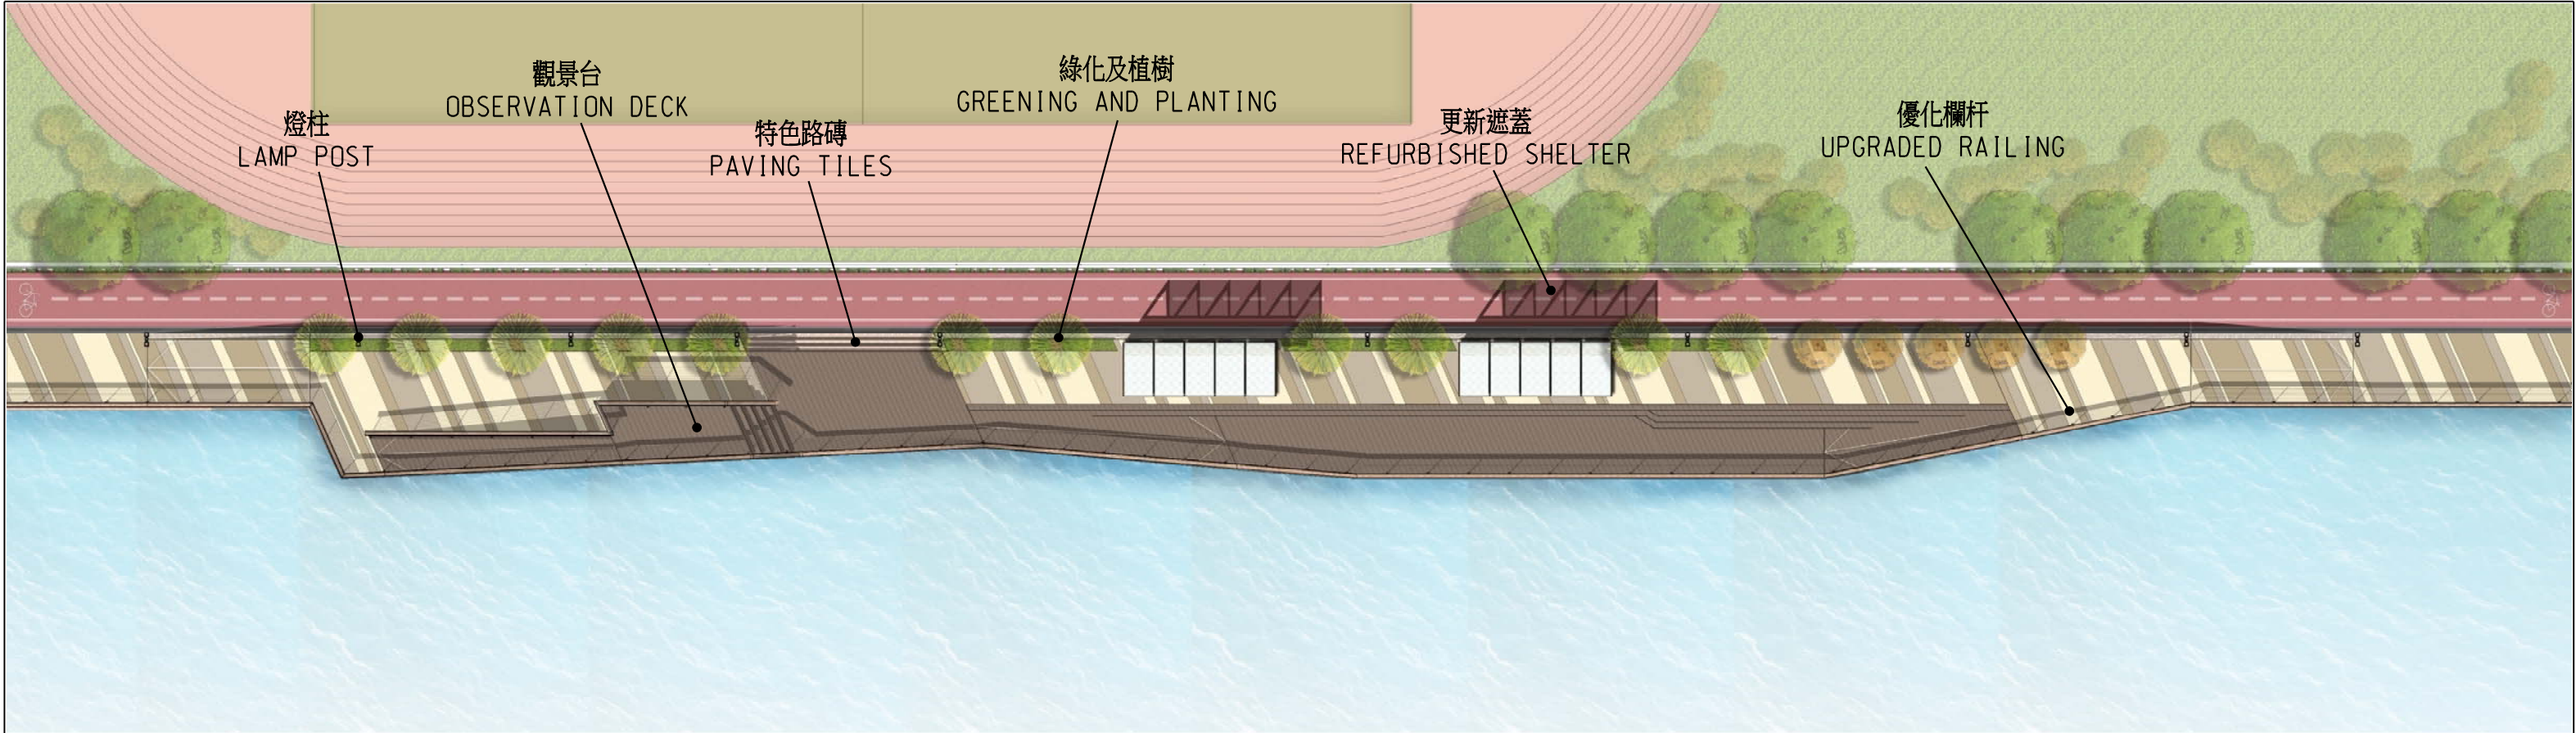 燈柱
LAMP POST
觀景台
OBSERVATION DECK
特色路磚
PAVING TILES
綠化及植樹
GREENING AND PLANTING
更新遮蓋
REFURBISHED SHELTER
優化欄杆
UPGRADED RAILING